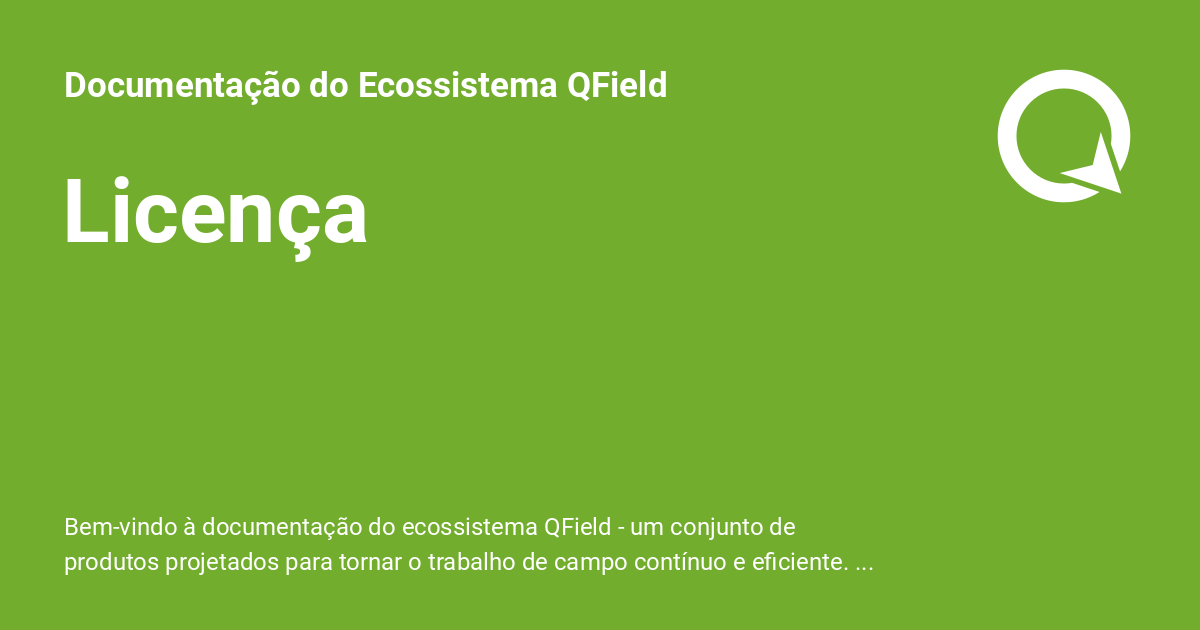 Documentação do Ecossistema QField
Licença
Bem-vindo à documentação do ecossistema QField - um conjunto de
produtos projetados para tornar o trabalho de campo contínuo e eficiente. ...